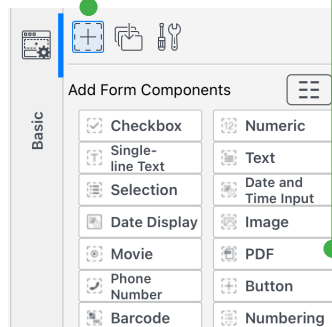 Add Form Components
Basic
Checkbox
Numeric
Single-
line Text
Text
Selection
Date and
Time Input
Date Display
Image
Movie
PDF
Phone
Number
Button
Barcode
Numbering